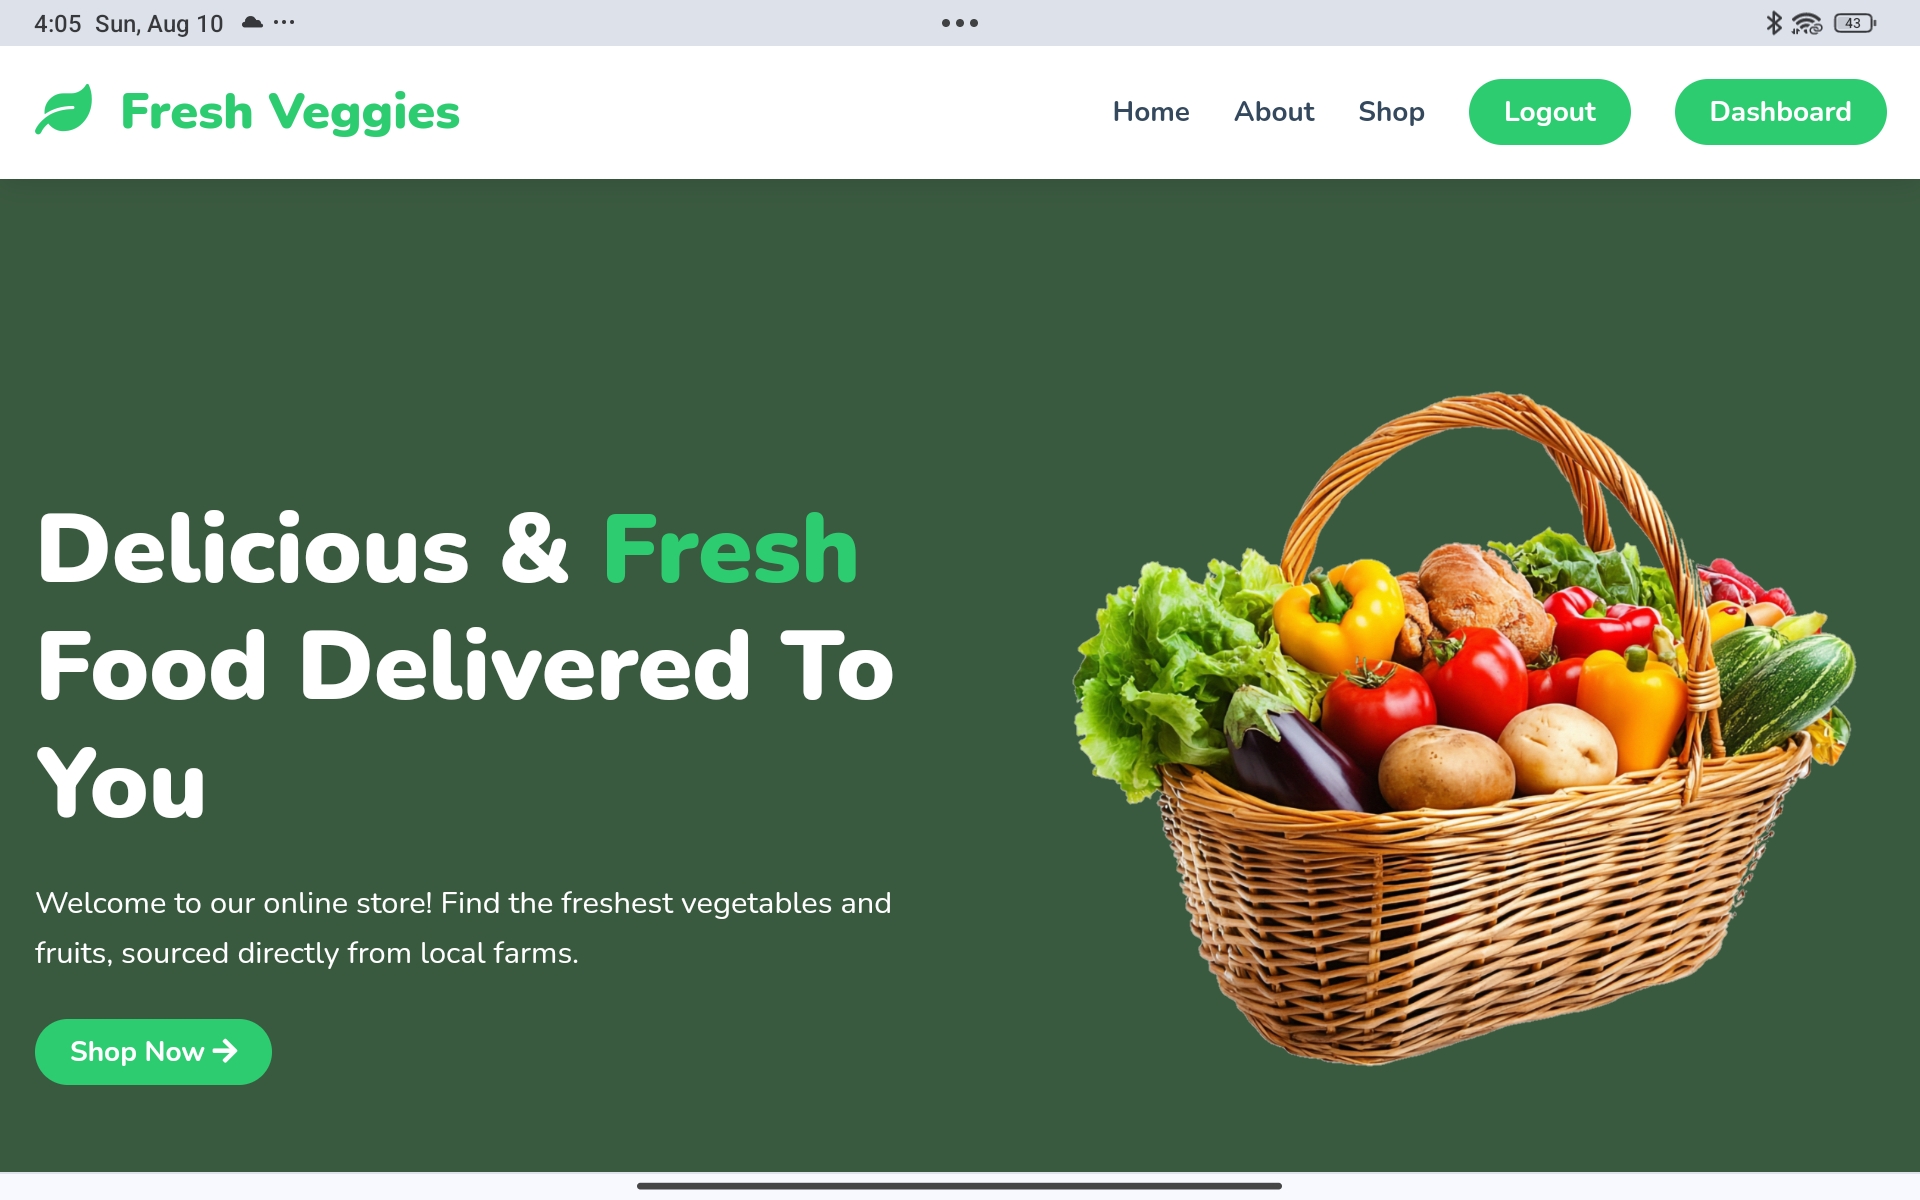 4:05 Sun, Aug 10
43
Fresh Veggies
Home About Shop Logout Dashboard
Delicious & Fresh
Food Delivered To
You
Welcome to our online store! Find the freshest vegetables and
fruits, sourced directly from local farms.
Shop Now